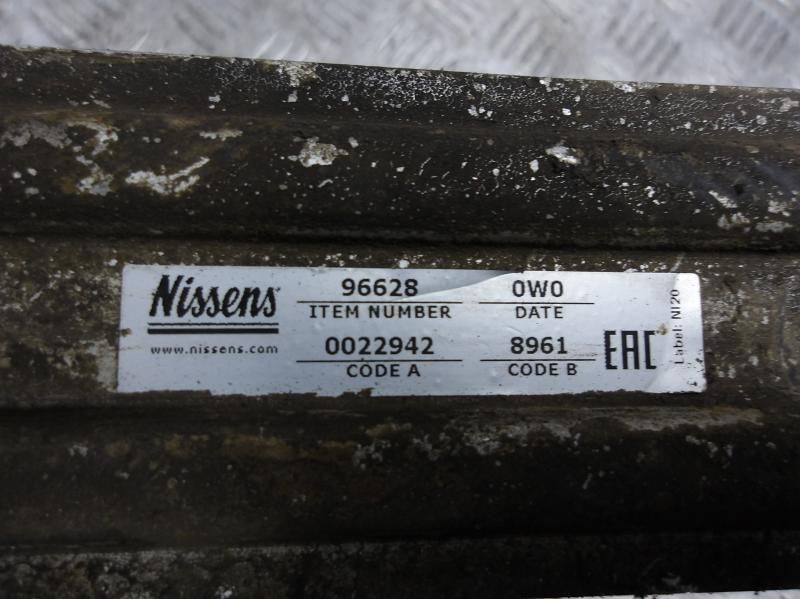 Nissens
www.nissens.com
96628
ITEM NUMBER
0022942
CODE A
0W0
DATE
8961
CODE B
EAC
Label: NI20